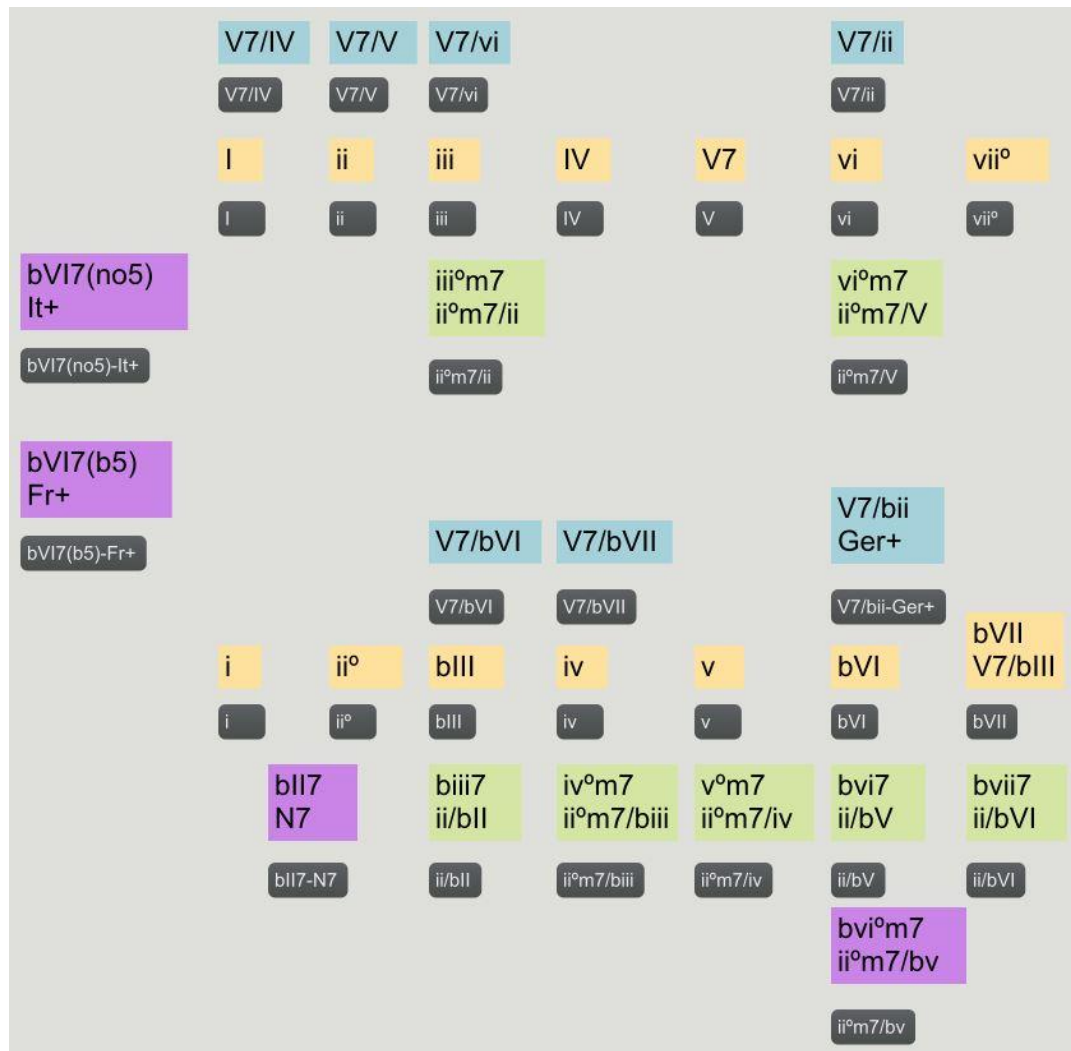 V7/IV V7/V V7/vi V7/ii
V7/IV V7/V V7/vi V7/ii
I ii iii IV V7 vi viiº
I ii iii IV V vi viiº
bVI7(no5) iiiºm7 viºm7
It+ iiºm7/ii iiºm7/V
bVI7(no5)-It+ iiºm7/ii iiºm7/V
bVI7(b5)
Fr+
bVI7(b5)-Fr+
V7/bVI V7/bVII V7/bii
Ger+
V7/bVI V7/bVII V7/bii-Ger+
i iiº bIII iv v bVI bVII
V7/bIII
i iiº bIII iv v bVI bVII
bII7 biii7 ivºm7 vºm7 bvi7 bvii7
N7 ii/bII iiºm7/biii iiºm7/iv ii/bV ii/bVI
bII7-N7 ii/bII iiºm7/biii iiºm7/iv ii/bV ii/bVI
bviºm7
iiºm7/bv
iiºm7/bv